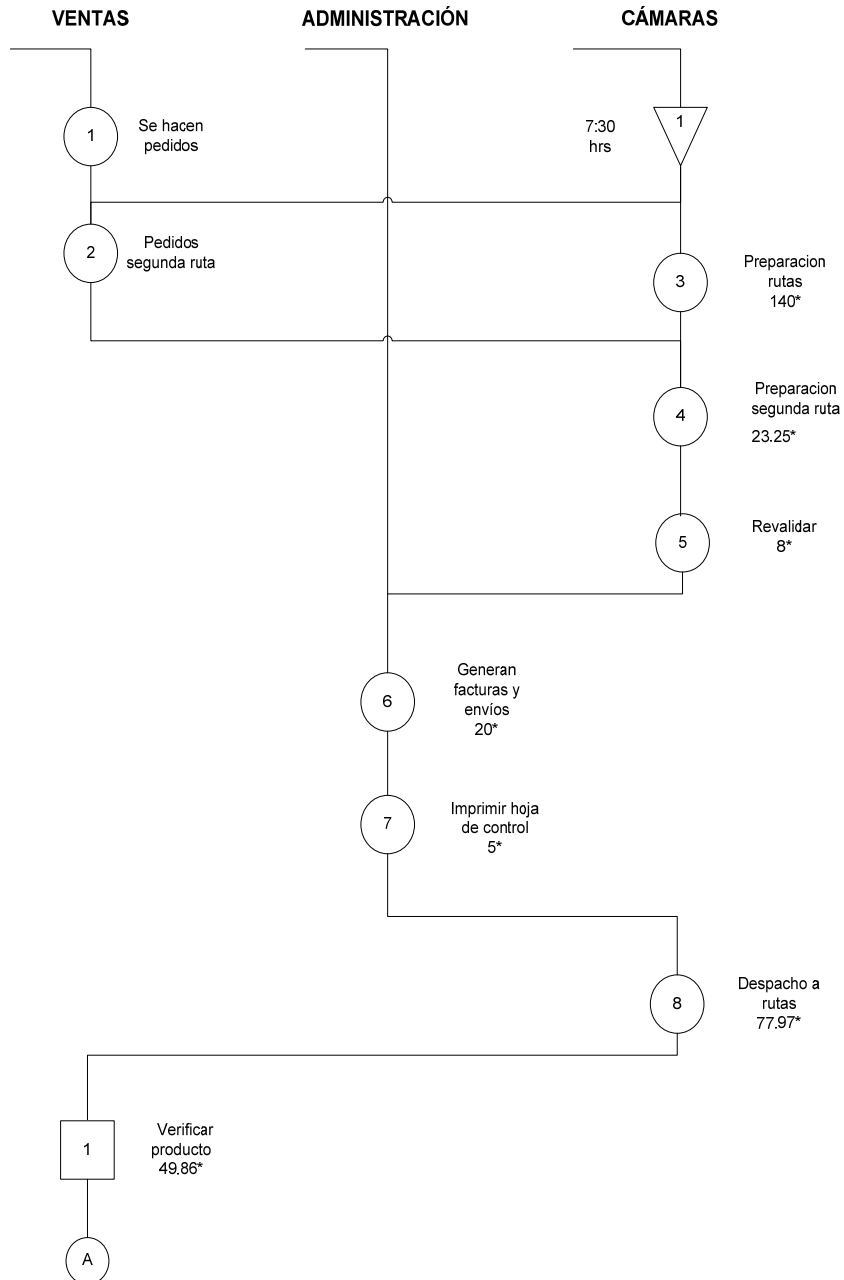 VENTAS
ADMINISTRACIÓN
CÁMARAS
1
Se hacen
pedidos
7:30
hrs
1
2
Pedidos
segunda ruta
3
Preparacion
rutas
140*
4
Preparacion
segunda ruta
23.25*
5
Revalidar
8*
6
Generan
facturas y
envíos
20*
7
Imprimir hoja
de control
5*
8
Despacho a
rutas
77.97*
1
Verificar
producto
49.86*
A